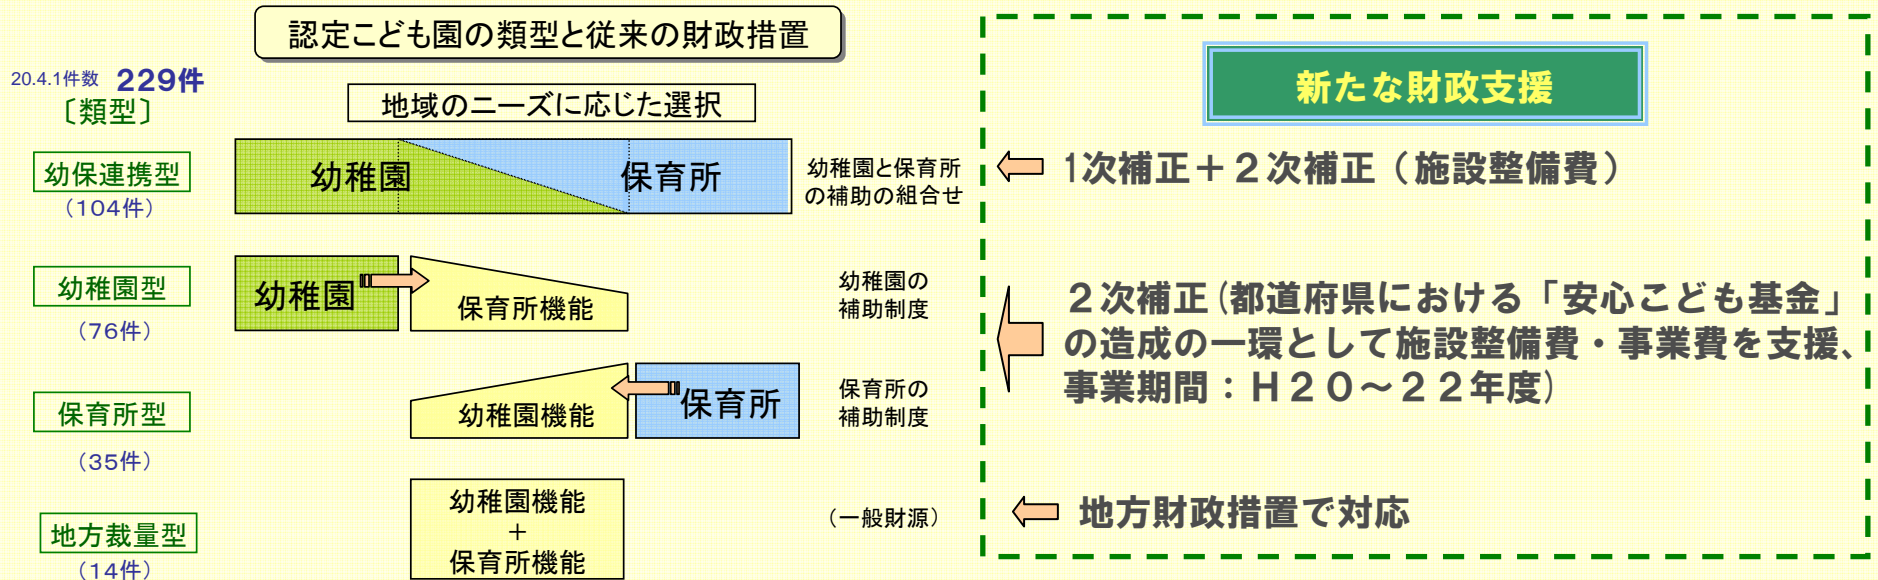 認定こども園の類型と従来の財政措置
20.4.1件数 229件
〔類型〕
地域のニーズに応じた選択
幼保連携型
（104件）
幼稚園
保育所
幼稚園と保育所
の補助の組合せ
幼稚園型
（76件）
幼稚園
保育所機能
幼稚園の
補助制度
保育所型
（35件）
幼稚園機能
保育所
保育所の
補助制度
地方裁量型
（14件）
幼稚園機能
＋
保育所機能
（一般財源）
新たな財政支援
1次補正＋２次補正（施設整備費）
２次補正(都道府県における「安心こども基金」
の造成の一環として施設整備費・事業費を支援、
事業期間：Ｈ２０～２２年度)
地方財政措置で対応